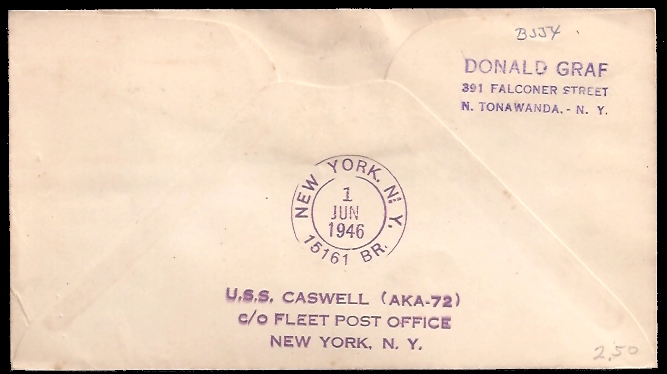 BJJY
DONALD GRAF
391 FALCONER STREET
N. TONAWANDA. - N. Y.
NEW YORK, N. Y.
1
JUN
1946
15161 BR.
U.S.S. CASWELL (AKA-72)
c/o FLEET POST OFFICE
NEW YORK, N. Y.
2.50